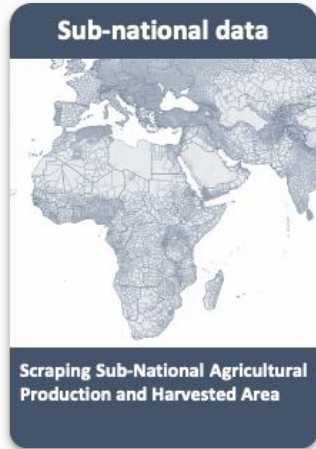 Sub-national data
Scraping Sub-National Agricultural
Production and Harvested Area